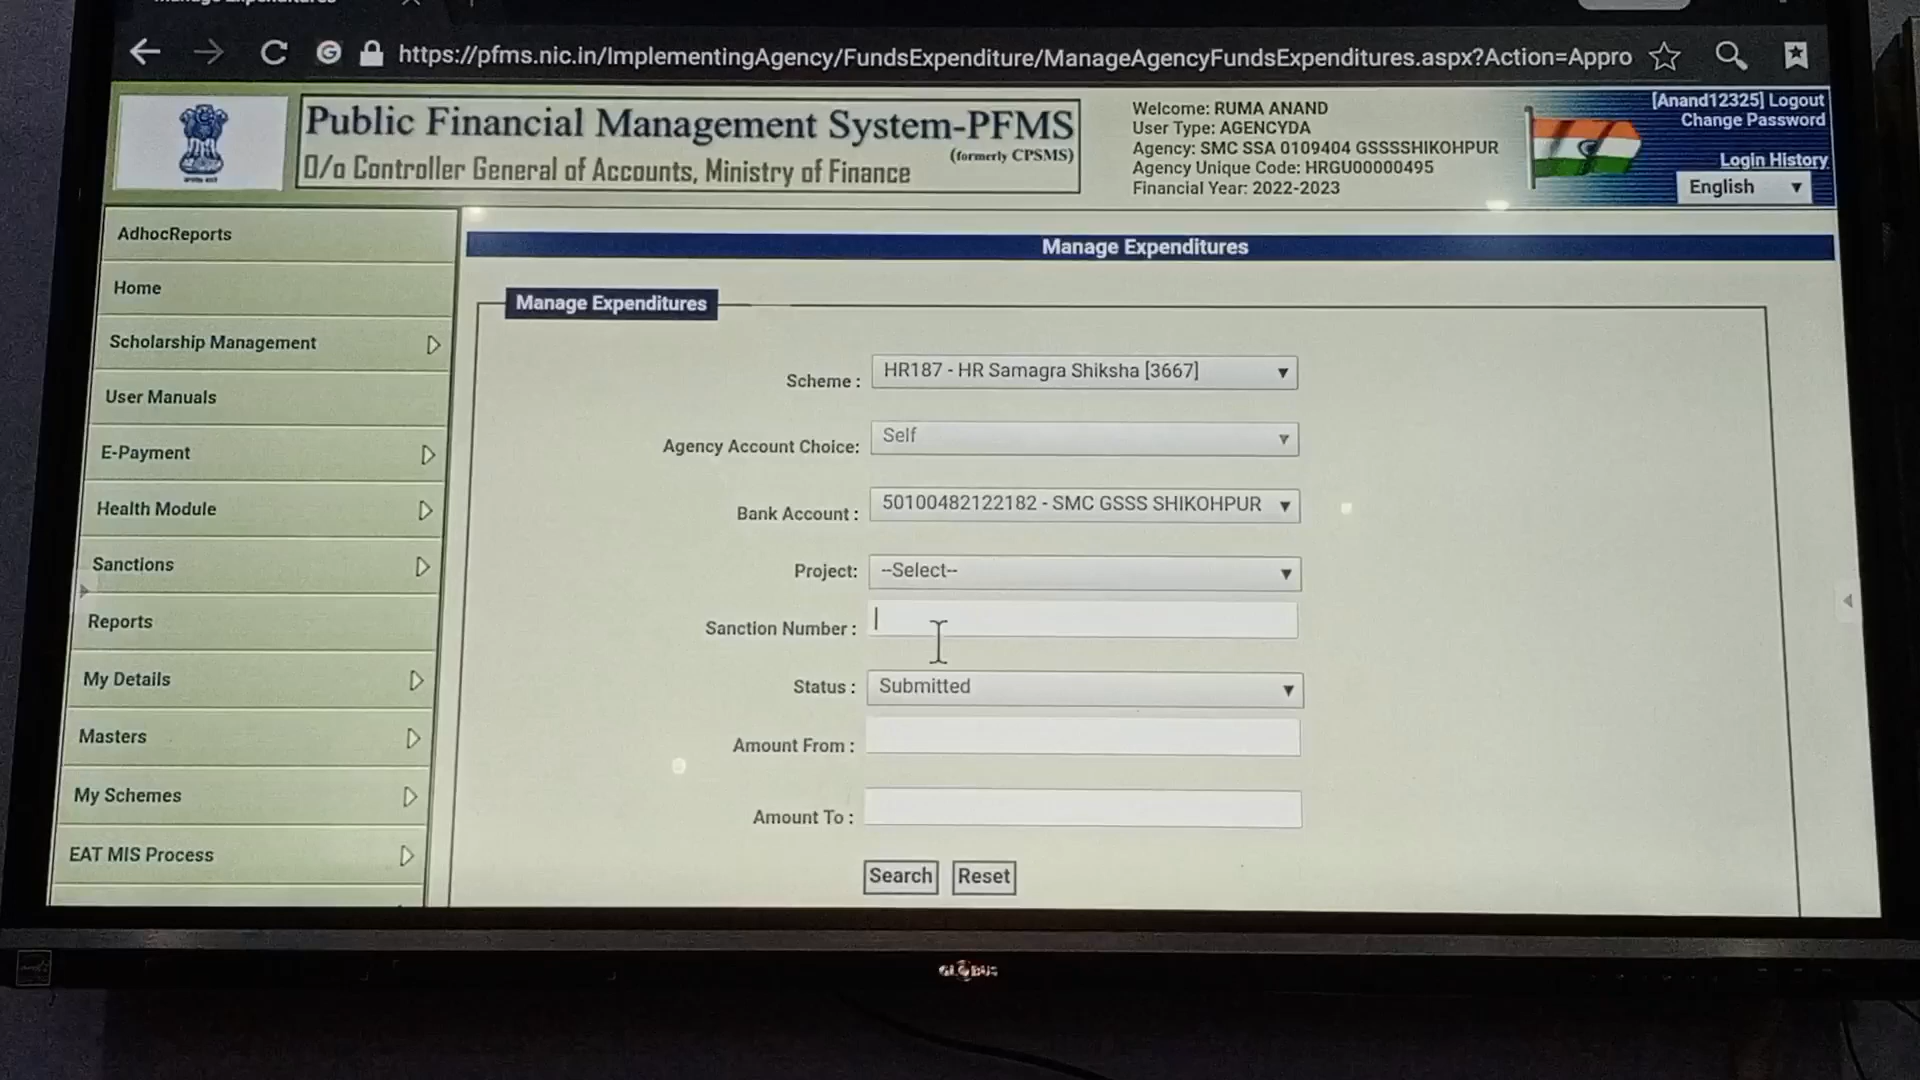 https://pfms.nic.in/ImplementingAgency/FundsExpenditure/ManageAgencyFundsExpenditures.aspx?Action=Appro
Public Financial Management System-PFMS
(formerly CPSMS)
O/o Controller General of Accounts, Ministry of Finance
Welcome: RUMA ANAND
User Type: AGENCYDA
Agency: SMC SSA 0109404 GSSSSHIKOHPUR
Agency Unique Code: HRGU00000495
Financial Year: 2022-2023
[Anand12325] Logout
Change Password
Login History
English
AdhocReports
Home
Scholarship Management
User Manuals
E-Payment
Health Module
Sanctions
Reports
My Details
Masters
My Schemes
EAT MIS Process
Manage Expenditures
Manage Expenditures
Scheme : HR187 - HR Samagra Shiksha [3667]
Agency Account Choice: Self
Bank Account : 50100482122182 - SMC GSSS SHIKOHPUR
Project: --Select--
Sanction Number :
Status : Submitted
Amount From :
Amount To :
Search Reset
GLOBUS